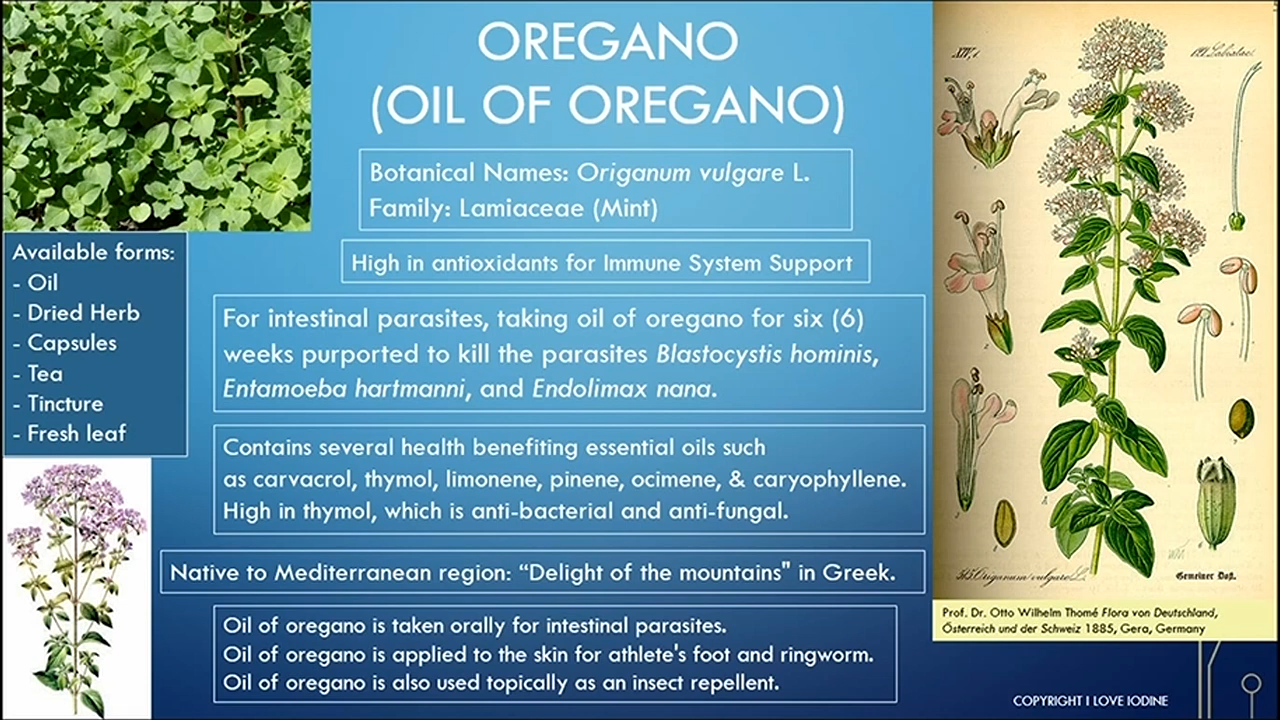 OREGANO
(OIL OF OREGANO)
Botanical Names: Origanum vulgare L.
Family: Lamiaceae (Mint)
High in antioxidants for Immune System Support
Available forms:
- Oil
- Dried Herb
- Capsules
- Tea
- Tincture
- Fresh leaf
For intestinal parasites, taking oil of oregano for six (6)
weeks purported to kill the parasites Blastocystis hominis,
Entamoeba hartmanni, and Endolimax nana.
Contains several health benefiting essential oils such
as carvacrol, thymol, limonene, pinene, ocimene, & caryophyllene.
High in thymol, which is anti-bacterial and anti-fungal.
Native to Mediterranean region: “Delight of the mountains" in Greek.
Oil of oregano is taken orally for intestinal parasites.
Oil of oregano is applied to the skin for athlete's foot and ringworm.
Oil of oregano is also used topically as an insect repellent.
Origanum vulgare L.
Gemeiner Dost.
Prof. Dr. Otto Wilhelm Thomé Flora von Deutschland,
Österreich und der Schweiz 1885, Gera, Germany
COPYRIGHT I LOVE IODINE